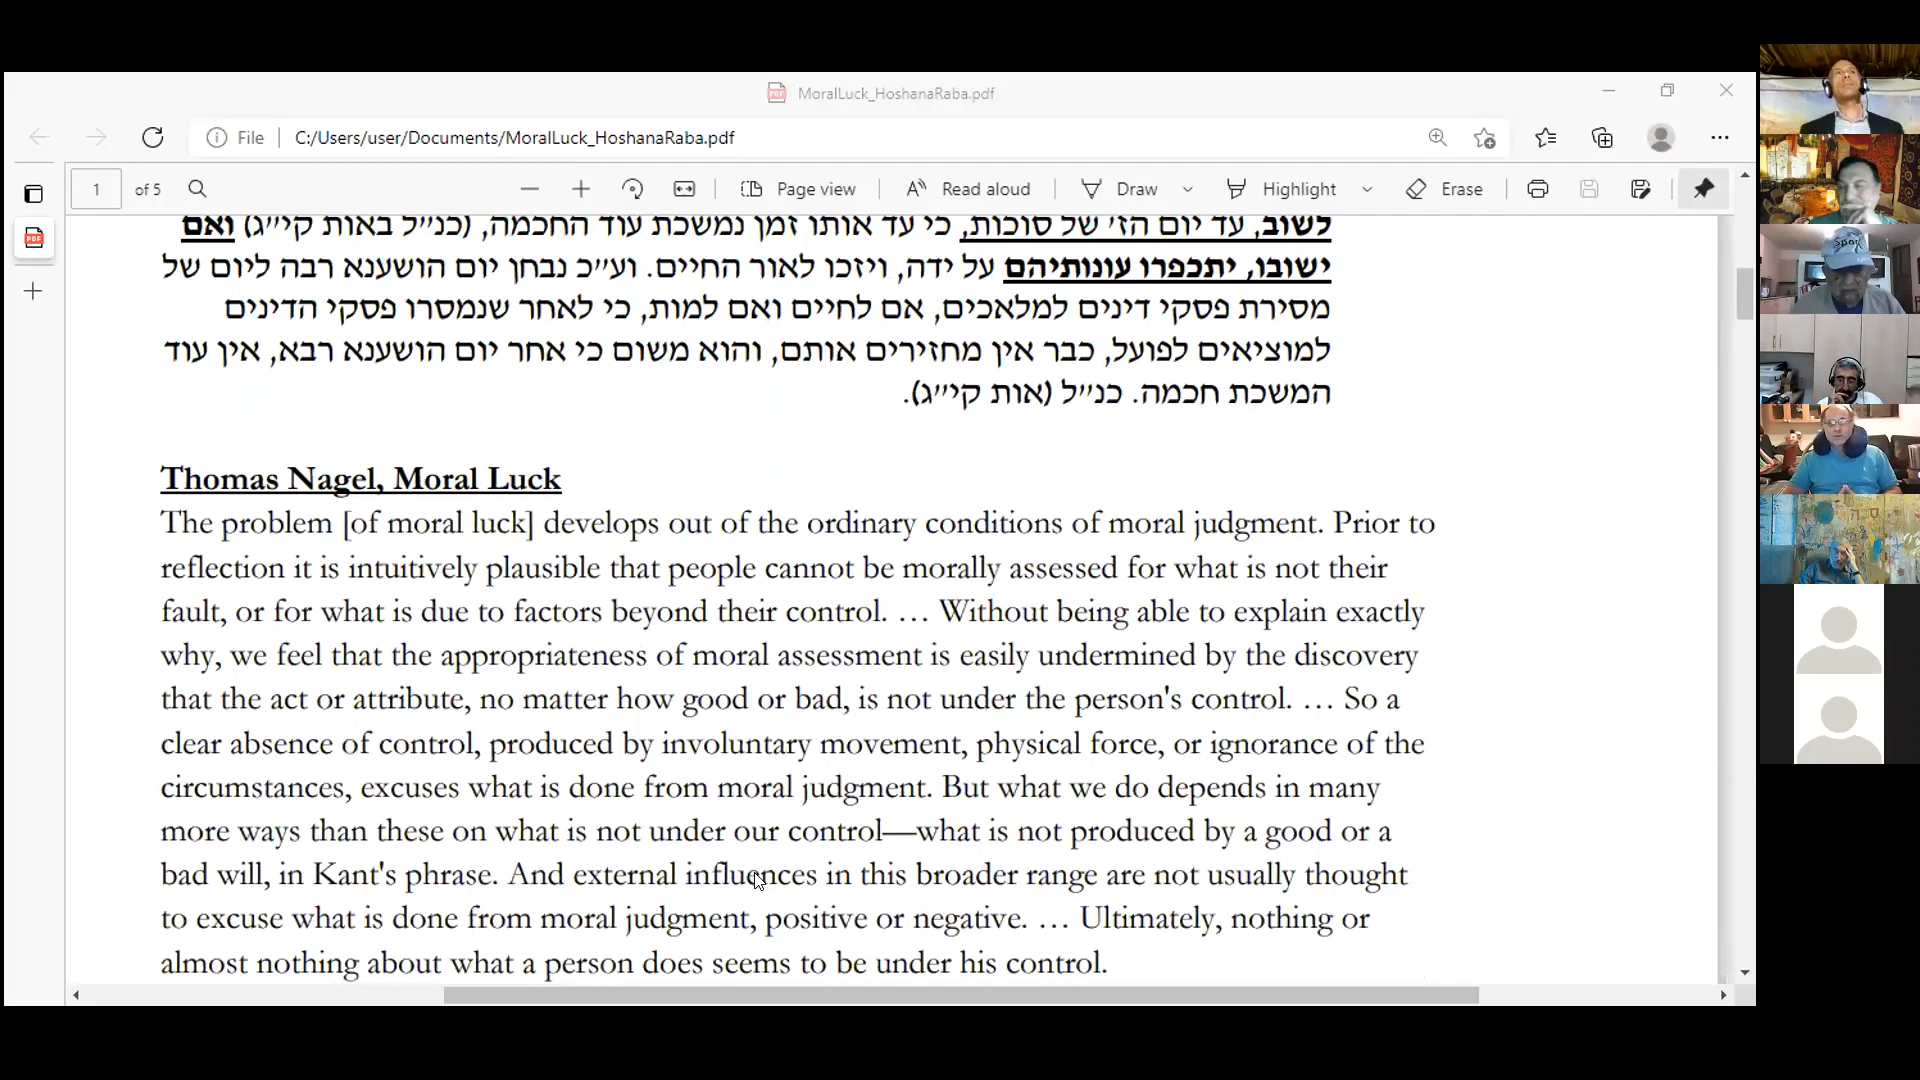 MoralLuck_HoshanaRaba.pdf
File C:/Users/user/Documents/MoralLuck_HoshanaRaba.pdf
1 of 5 Page view Read aloud Draw Highlight Erase
לשוב, עד יום הז׳ של סוכות, כי עד אותו זמן נמשכת עוד החכמה, (כנ״ל באות קי״ג) ואם
ישובו, יתכפרו עונותיהם על ידה, ויזכו לאור החיים. וע״כ נבחן יום הושענא רבה ליום של
מסירת פסקי דינים למלאכים, אם לחיים ואם למות, כי לאחר שנמסרו פסקי הדינים
למוציאים לפועל, כבר אין מחזירים אותם, והוא משום כי אחר יום הושענא רבא, אין עוד
המשכת חכמה. כנ״ל (אות קי״ג).
Thomas Nagel, Moral Luck
The problem [of moral luck] develops out of the ordinary conditions of moral judgment. Prior to
reflection it is intuitively plausible that people cannot be morally assessed for what is not their
fault, or for what is due to factors beyond their control. … Without being able to explain exactly
why, we feel that the appropriateness of moral assessment is easily undermined by the discovery
that the act or attribute, no matter how good or bad, is not under the person's control. … So a
clear absence of control, produced by involuntary movement, physical force, or ignorance of the
circumstances, excuses what is done from moral judgment. But what we do depends in many
more ways than these on what is not under our control—what is not produced by a good or a
bad will, in Kant's phrase. And external influences in this broader range are not usually thought
to excuse what is done from moral judgment, positive or negative. … Ultimately, nothing or
almost nothing about what a person does seems to be under his control.